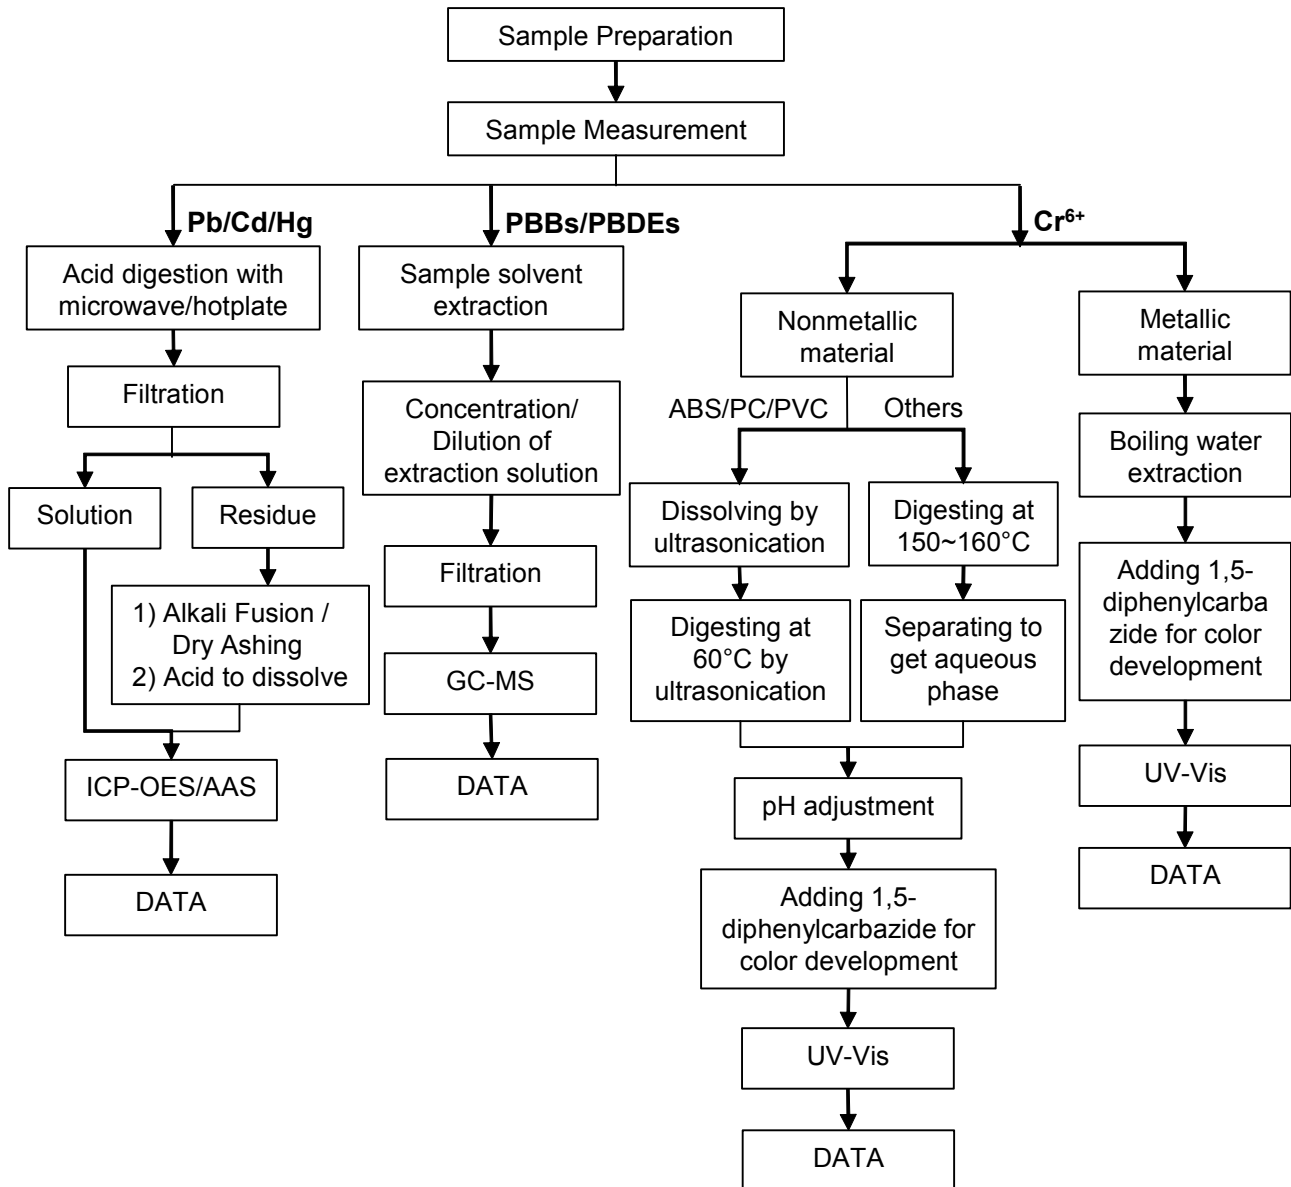 Sample Preparation
Sample Measurement
Pb/Cd/Hg
Acid digestion with
microwave/hotplate
Filtration
Solution
Residue
1) Alkali Fusion /
Dry Ashing
2) Acid to dissolve
ICP-OES/AAS
DATA
PBBs/PBDEs
Sample solvent
extraction
Concentration/
Dilution of
extraction solution
Filtration
GC-MS
DATA
Cr⁶⁺
Nonmetallic
material
ABS/PC/PVC
Others
Dissolving by
ultrasonication
Digesting at
60°C by
ultrasonication
Digesting at
150~160°C
Separating to
get aqueous
phase
pH adjustment
Adding 1,5-
diphenylcarbazide for
color development
UV-Vis
DATA
Metallic
material
Boiling water
extraction
Adding 1,5-
diphenylcarba
zide for color
development
UV-Vis
DATA